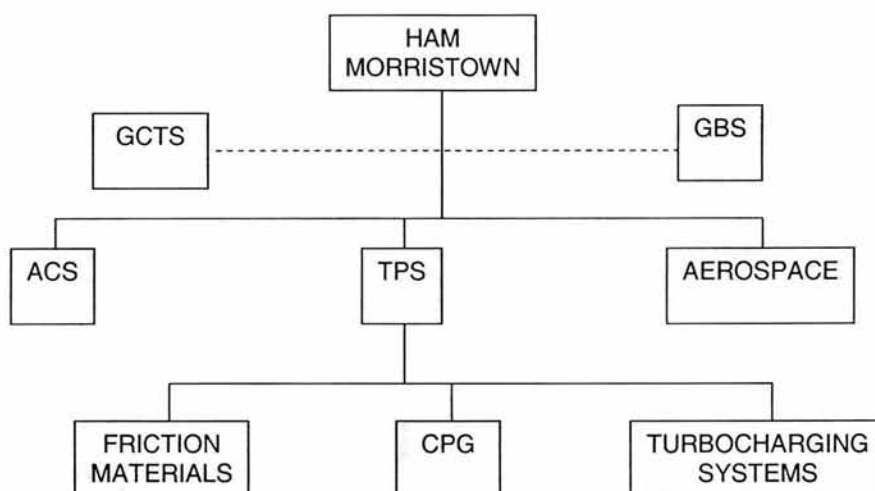 HAM
MORRISTOWN
GCTS
GBS
ACS
TPS
AEROSPACE
FRICTION
MATERIALS
CPG
TURBOCHARGING
SYSTEMS